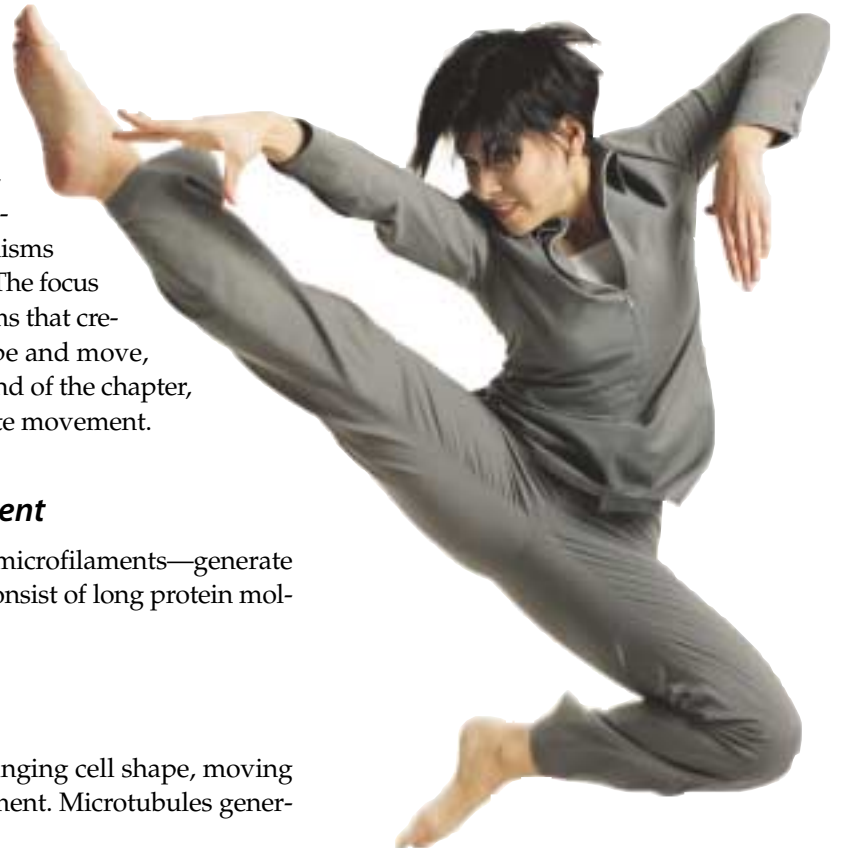 -
isms
The focus
ns that cre-
pe and move,
nd of the chapter,
te movement.
ent
microfilaments—generate
onsist of long protein mol-
nging cell shape, moving
nent. Microtubules gener-